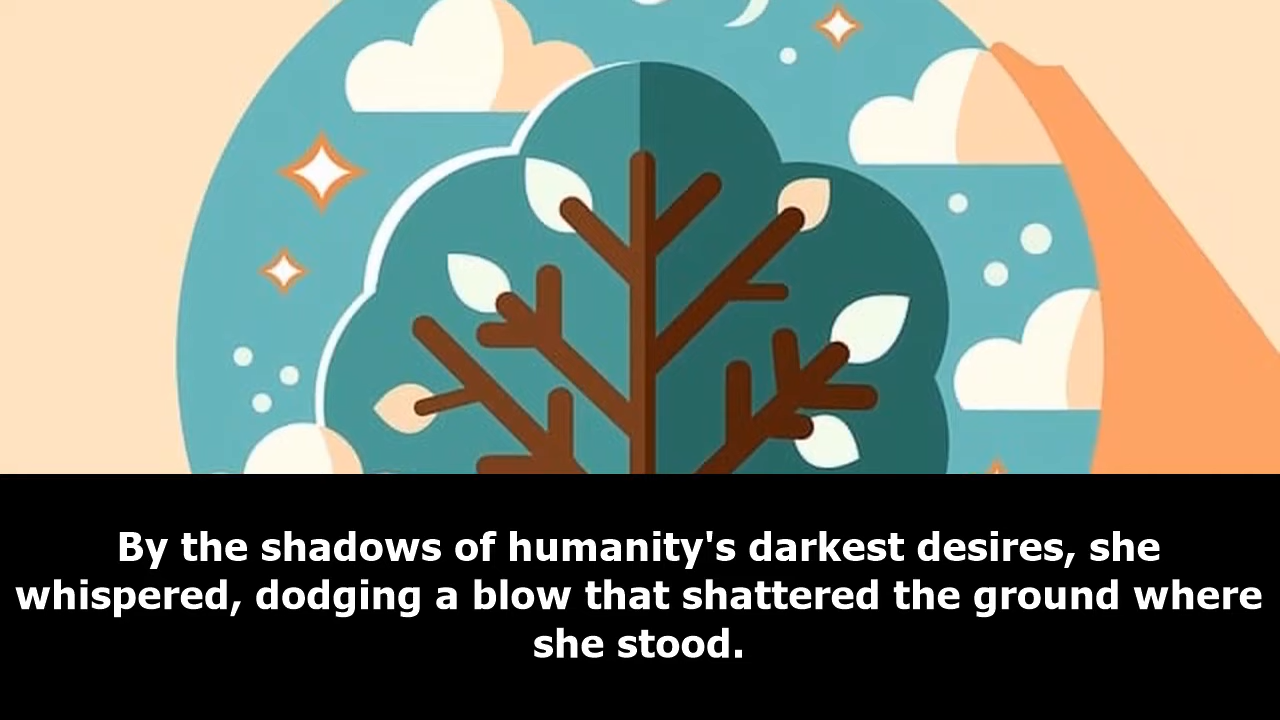 By the shadows of humanity's darkest desires, she
whispered, dodging a blow that shattered the ground where
she stood.